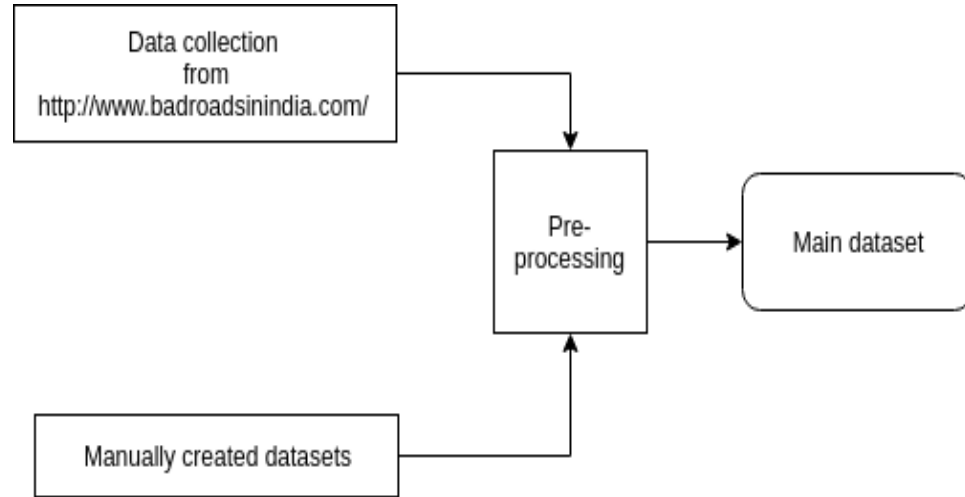 Data collection
from
http://www.badroadsinindia.com/
Pre-
processing
Main dataset
Manually created datasets